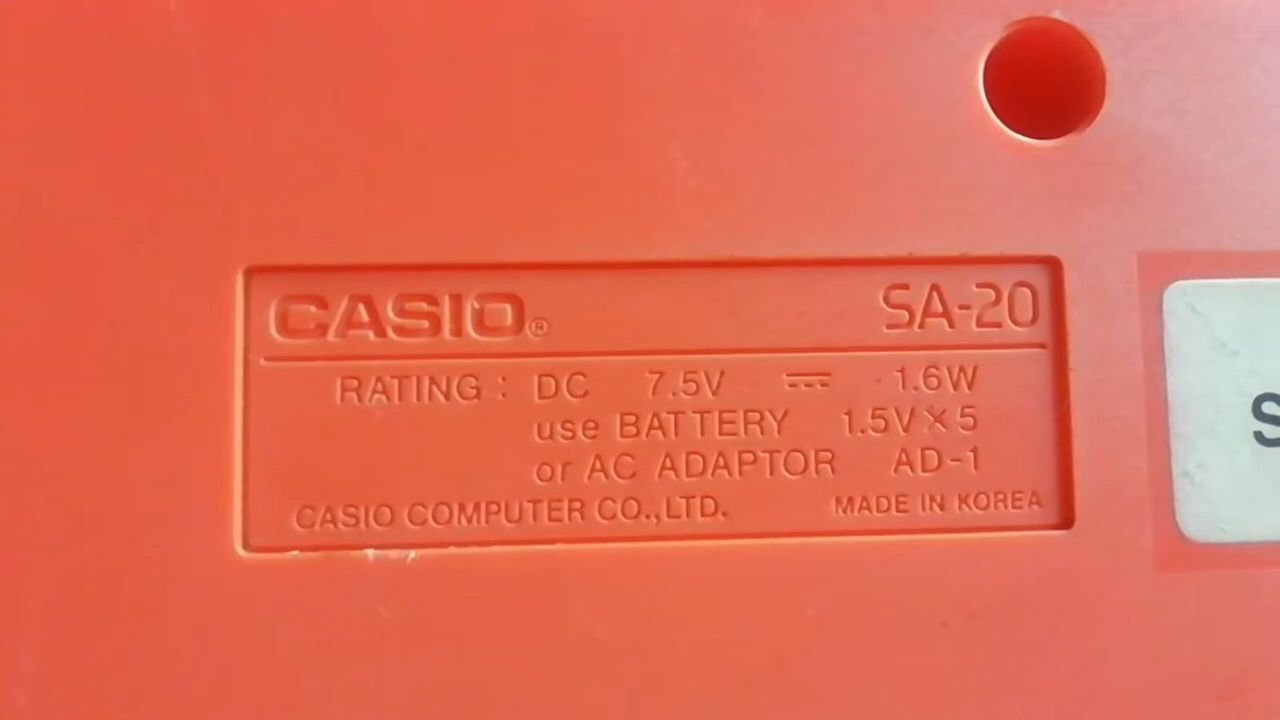 CASIO® SA-20
RATING : DC 7.5V ⎓ 1.6W
use BATTERY 1.5V×5
or AC ADAPTOR AD-1
CASIO COMPUTER CO.,LTD. MADE IN KOREA
S